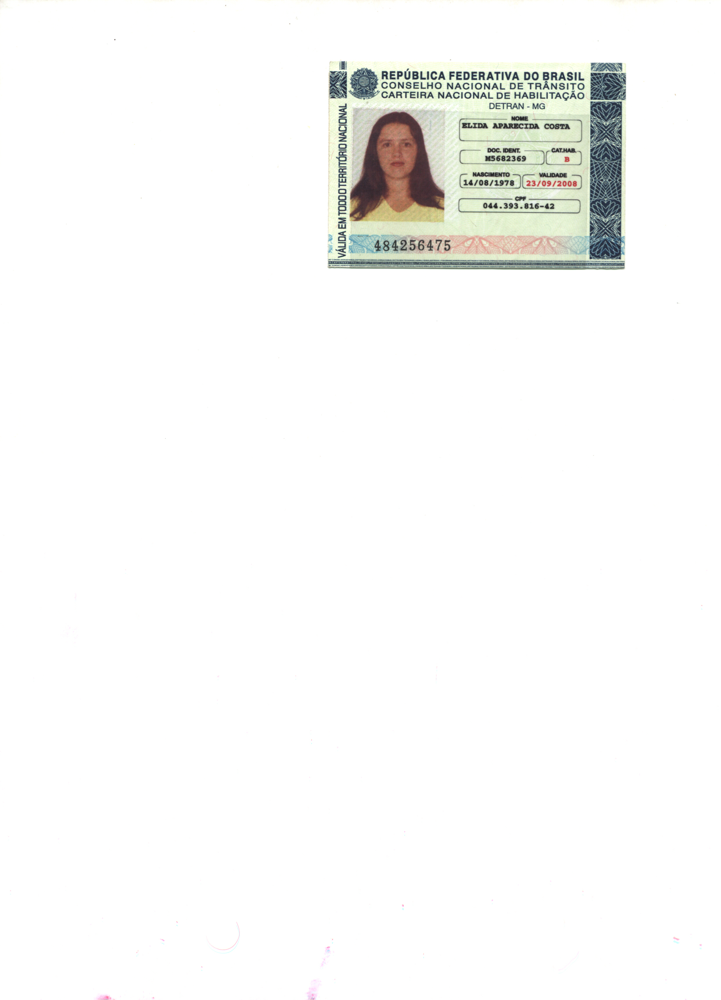 REPÚBLICA FEDERATIVA DO BRASIL
CONSELHO NACIONAL DE TRÂNSITO
CARTEIRA NACIONAL DE HABILITAÇÃO
DETRAN - MG
VÁLIDA EM TODO O TERRITÓRIO NACIONAL
NOME
ELIDA APARECIDA COSTA
DOC. IDENT. CAT.HAB.
M5682369 B
NASCIMENTO VALIDADE
14/08/1978 23/09/2008
CPF
044.393.816-42
484256475